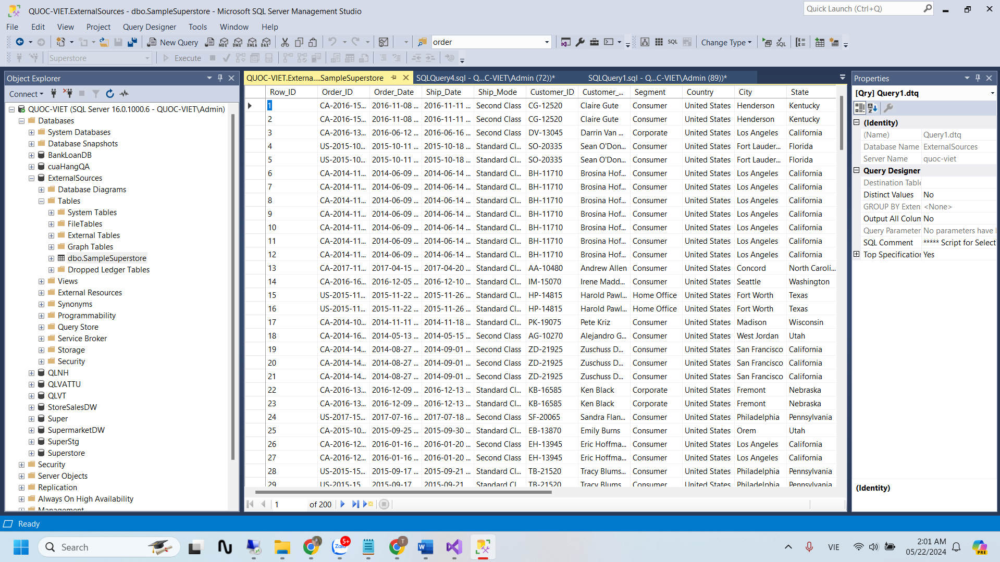 QUOC-VIET.ExternalSources - dbo.SampleSuperstore - Microsoft SQL Server Management Studio
Quick Launch (Ctrl+Q)
File Edit View Project Query Designer Tools Window Help
New Query MDX DMX XMLA DAX order SQL Change Type SQL
Superstore Execute
Object Explorer
Connect
QUOC-VIET (SQL Server 16.0.1000.6 - QUOC-VIET\Admin)
Databases
System Databases
Database Snapshots
BankLoanDB
cuaHangQA
ExternalSources
Database Diagrams
Tables
System Tables
FileTables
External Tables
Graph Tables
dbo.SampleSuperstore
Dropped Ledger Tables
Views
External Resources
Synonyms
Programmability
Query Store
Service Broker
Storage
Security
QLNH
QLVATTU
QLVT
StoreSalesDW
Super
SupermarketDW
SuperStg
Superstore
Security
Server Objects
Replication
Always On High Availability
Management
QUOC-VIET.Externa....SampleSuperstore SQLQuery4.sql - Q...C-VIET\Admin (72))* SQLQuery1.sql - Q...C-VIET\Admin (89))*
Row_ID Order_ID Order_Date Ship_Date Ship_Mode Customer_ID Customer_... Segment Country City State
1 CA-2016-15... 2016-11-08 ... 2016-11-11 ... Second Class CG-12520 Claire Gute Consumer United States Henderson Kentucky
2 CA-2016-15... 2016-11-08 ... 2016-11-11 ... Second Class CG-12520 Claire Gute Consumer United States Henderson Kentucky
3 CA-2016-13... 2016-06-12 ... 2016-06-16 ... Second Class DV-13045 Darrin Van ... Corporate United States Los Angeles California
4 US-2015-10... 2015-10-11 ... 2015-10-18 ... Standard Cl... SO-20335 Sean O'Don... Consumer United States Fort Lauder... Florida
5 US-2015-10... 2015-10-11 ... 2015-10-18 ... Standard Cl... SO-20335 Sean O'Don... Consumer United States Fort Lauder... Florida
6 CA-2014-11... 2014-06-09 ... 2014-06-14 ... Standard Cl... BH-11710 Brosina Hof... Consumer United States Los Angeles California
7 CA-2014-11... 2014-06-09 ... 2014-06-14 ... Standard Cl... BH-11710 Brosina Hof... Consumer United States Los Angeles California
8 CA-2014-11... 2014-06-09 ... 2014-06-14 ... Standard Cl... BH-11710 Brosina Hof... Consumer United States Los Angeles California
9 CA-2014-11... 2014-06-09 ... 2014-06-14 ... Standard Cl... BH-11710 Brosina Hof... Consumer United States Los Angeles California
10 CA-2014-11... 2014-06-09 ... 2014-06-14 ... Standard Cl... BH-11710 Brosina Hof... Consumer United States Los Angeles California
11 CA-2014-11... 2014-06-09 ... 2014-06-14 ... Standard Cl... BH-11710 Brosina Hof... Consumer United States Los Angeles California
12 CA-2014-11... 2014-06-09 ... 2014-06-14 ... Standard Cl... BH-11710 Brosina Hof... Consumer United States Los Angeles California
13 CA-2017-11... 2017-04-15 ... 2017-04-20 ... Standard Cl... AA-10480 Andrew Allen Consumer United States Concord North Caroli...
14 CA-2016-16... 2016-12-05 ... 2016-12-10 ... Standard Cl... IM-15070 Irene Madd... Consumer United States Seattle Washington
15 US-2015-11... 2015-11-22 ... 2015-11-26 ... Standard Cl... HP-14815 Harold Pawl... Home Office United States Fort Worth Texas
16 US-2015-11... 2015-11-22 ... 2015-11-26 ... Standard Cl... HP-14815 Harold Pawl... Home Office United States Fort Worth Texas
17 CA-2014-10... 2014-11-11 ... 2014-11-18 ... Standard Cl... PK-19075 Pete Kriz Consumer United States Madison Wisconsin
18 CA-2014-16... 2014-05-13 ... 2014-05-15 ... Second Class AG-10270 Alejandro G... Consumer United States West Jordan Utah
19 CA-2014-14... 2014-08-27 ... 2014-09-01 ... Second Class ZD-21925 Zuschuss D... Consumer United States San Francisco California
20 CA-2014-14... 2014-08-27 ... 2014-09-01 ... Second Class ZD-21925 Zuschuss D... Consumer United States San Francisco California
21 CA-2014-14... 2014-08-27 ... 2014-09-01 ... Second Class ZD-21925 Zuschuss D... Consumer United States San Francisco California
22 CA-2016-13... 2016-12-09 ... 2016-12-13 ... Standard Cl... KB-16585 Ken Black Corporate United States Fremont Nebraska
23 CA-2016-13... 2016-12-09 ... 2016-12-13 ... Standard Cl... KB-16585 Ken Black Corporate United States Fremont Nebraska
24 US-2017-15... 2017-07-16 ... 2017-07-18 ... Second Class SF-20065 Sandra Flan... Consumer United States Philadelphia Pennsylvania
25 CA-2015-10... 2015-09-25 ... 2015-09-30 ... Standard Cl... EB-13870 Emily Burns Consumer United States Orem Utah
26 CA-2016-12... 2016-01-16 ... 2016-01-20 ... Second Class EH-13945 Eric Hoffma... Consumer United States Los Angeles California
27 CA-2016-12... 2016-01-16 ... 2016-01-20 ... Second Class EH-13945 Eric Hoffma... Consumer United States Los Angeles California
28 US-2015-15... 2015-09-17 ... 2015-09-21 ... Standard Cl... TB-21520 Tracy Blums... Consumer United States Philadelphia Pennsylvania
29 US-2015-15... 2015-09-17 ... 2015-09-21 ... Standard Cl... TB-21520 Tracy Blums... Consumer United States Philadelphia Pennsylvania
1 of 200
Properties
[Qry] Query1.dtq
(Identity)
(Name) Query1.dtq
Database Name ExternalSources
Server Name quoc-viet
Query Designer
Destination Table
Distinct Values No
GROUP BY Exten <None>
Output All Colum No
Query Parameter No parameters have
SQL Comment ***** Script for Select
Top Specification Yes
(Identity)
Ready
Search
Zalo 5+
T
W
VIE
2:01 AM
05/22/2024
PRE